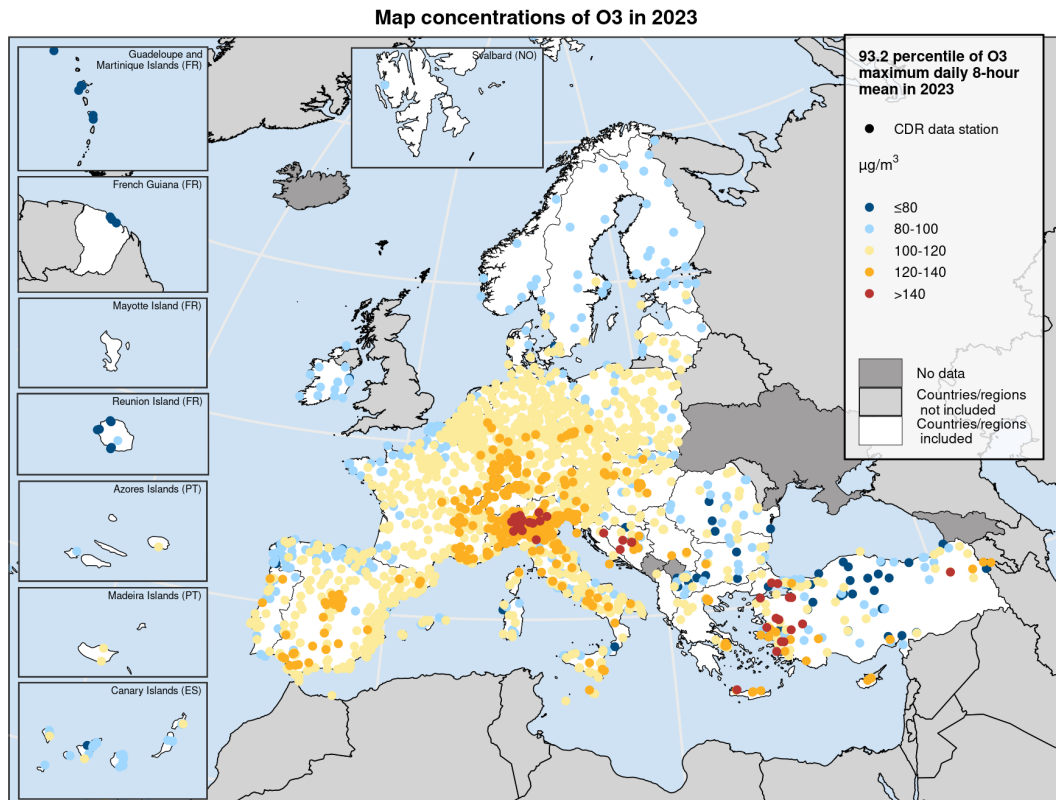 Map concentrations of O3 in 2023
Guadeloupe and
Martinique Islands (FR)
Svalbard (NO)
French Guiana (FR)
Mayotte Island (FR)
Reunion Island (FR)
Azores Islands (PT)
Madeira Islands (PT)
Canary Islands (ES)
93.2 percentile of O3
maximum daily 8-hour
mean in 2023
CDR data station
µg/m³
≤80
80-100
100-120
120-140
>140
No data
Countries/regions
not included
Countries/regions
included